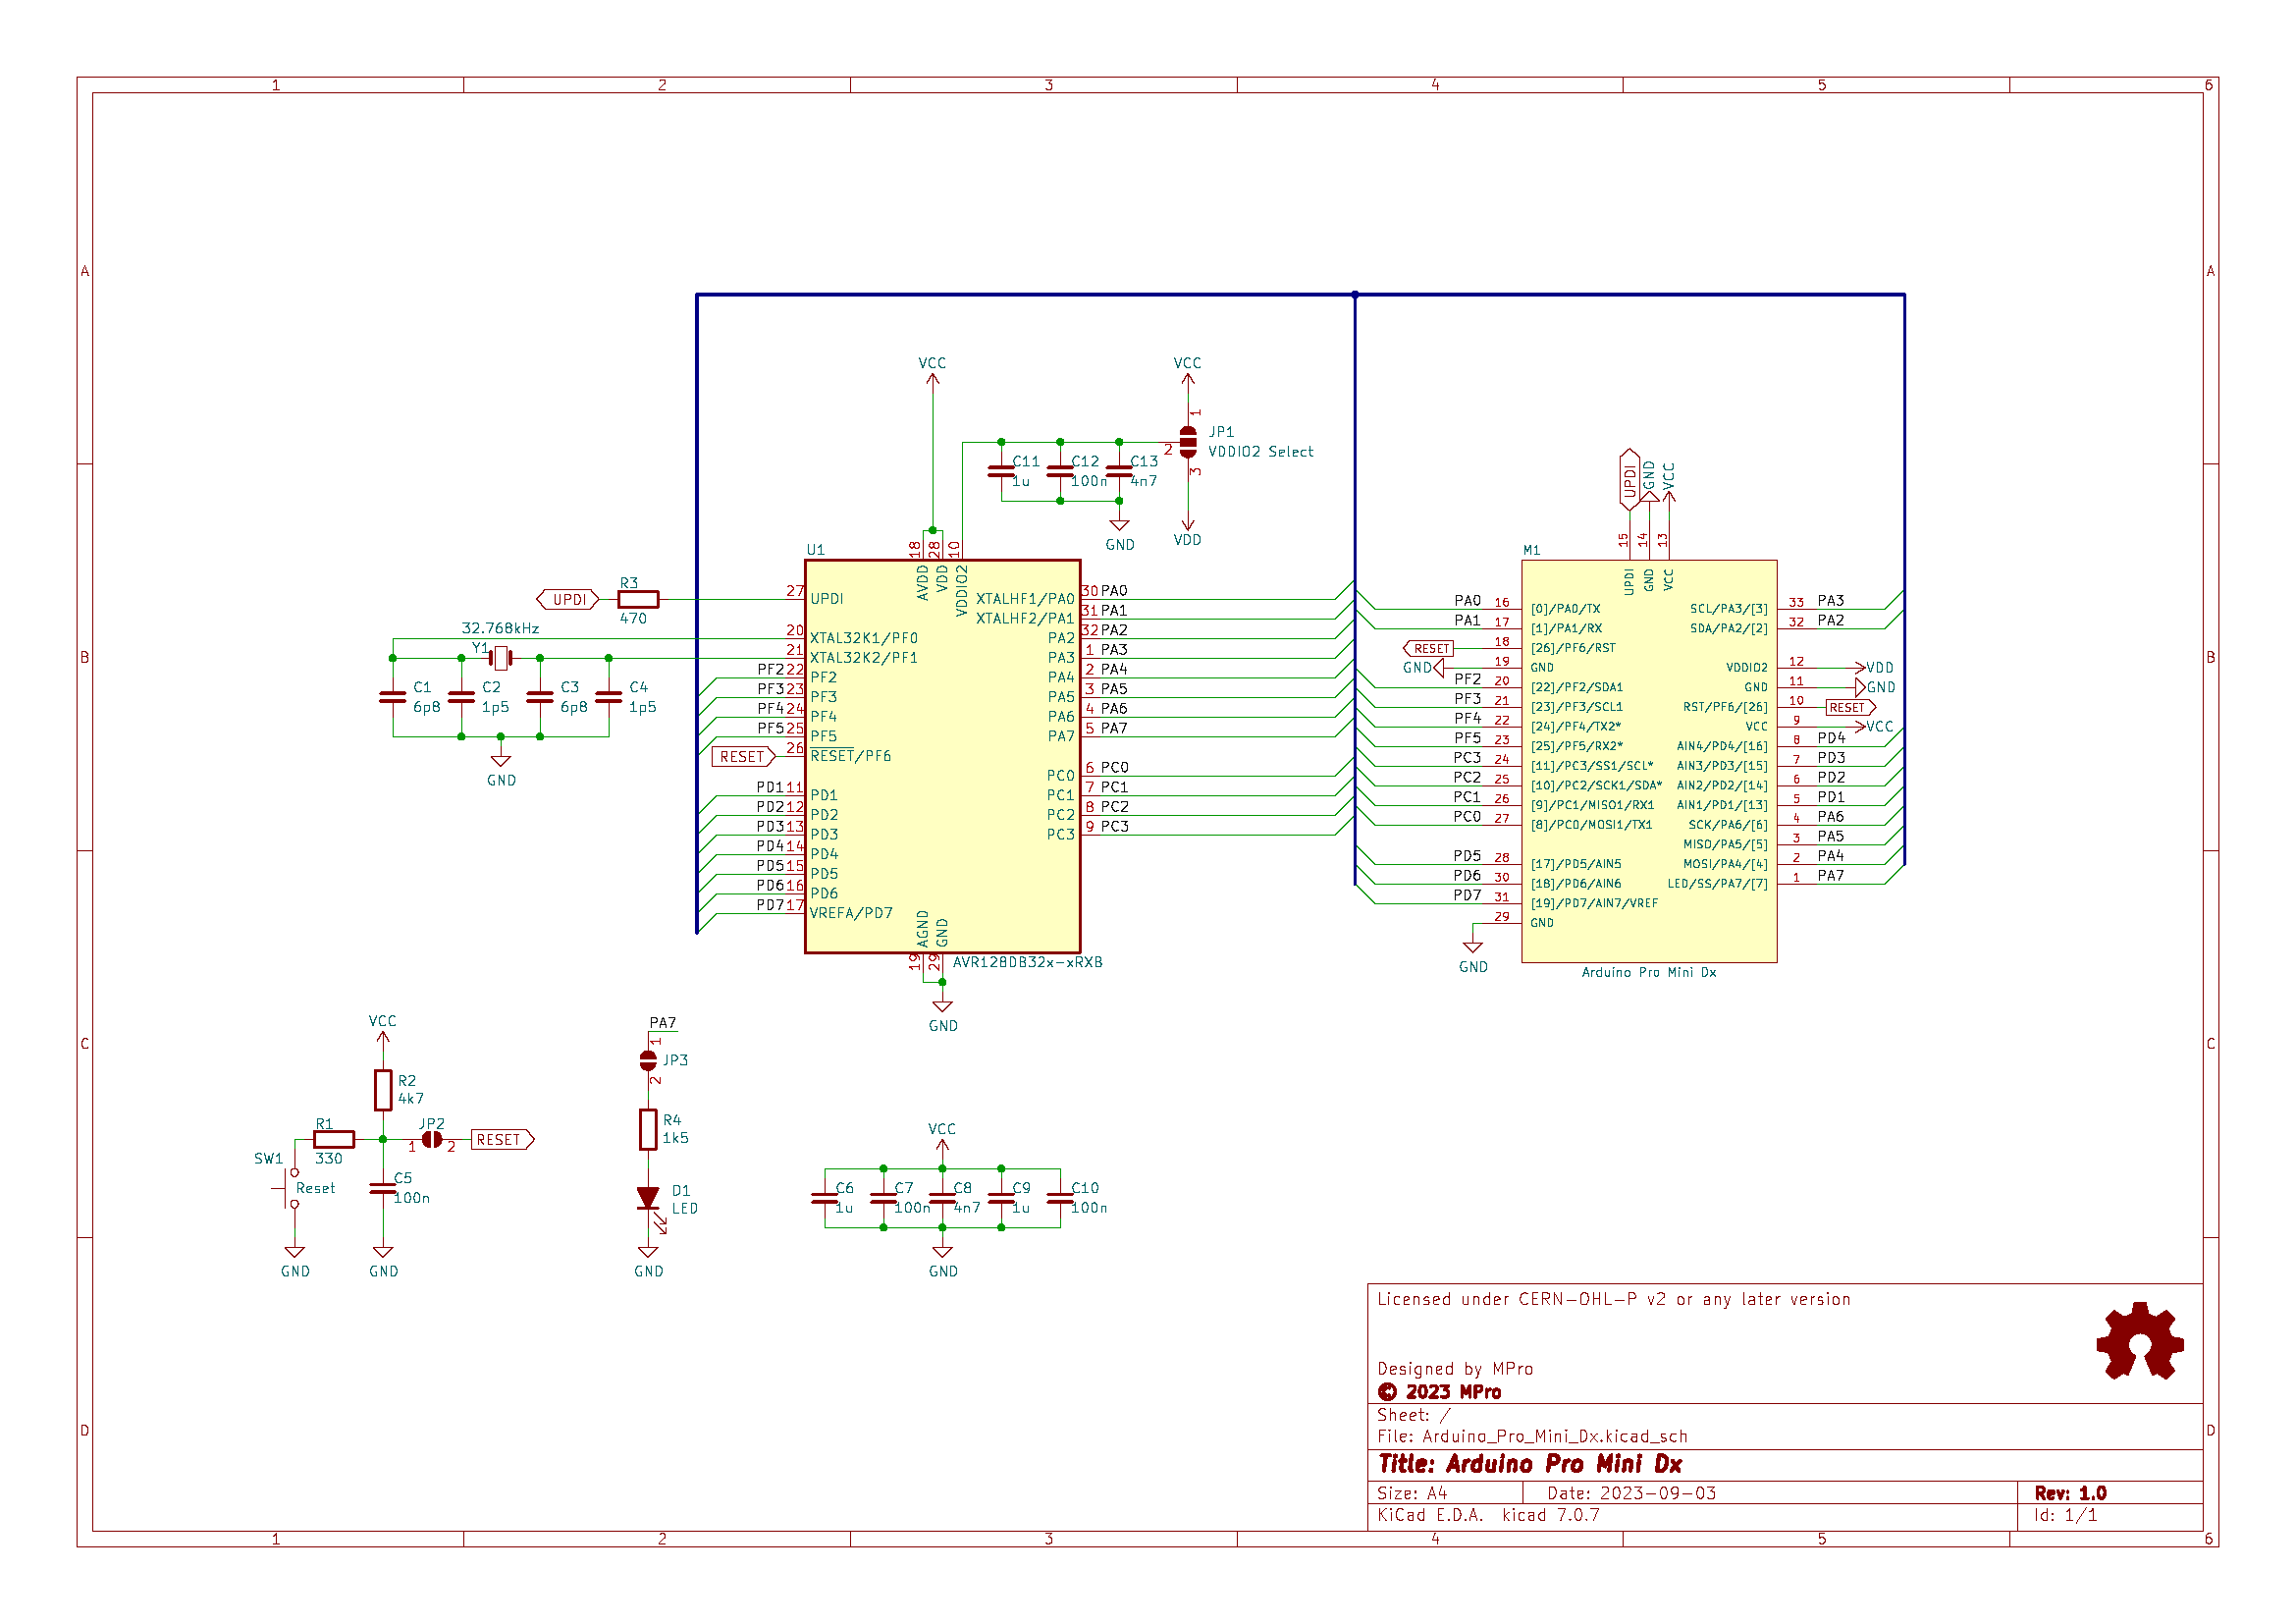 1 2 3 4 5 6
A A
B B
C C
D D
1 2 3 4 5 6
VCC
VCC
1
JP1
2
VDDIO2 Select
3
VDD
C11
1u
C12
100n
C13
4n7
GND
U1
18 28 10
AVDD VDD VDDIO2
UPDI
R3
470
27 UPDI
32.768kHz
Y1
20 XTAL32K1/PF0
21 XTAL32K2/PF1
PF2 22 PF2
PF3 23 PF3
PF4 24 PF4
PF5 25 PF5
RESET 26 RESET/PF6
C1
6p8
C2
1p5
C3
6p8
C4
1p5
GND
PD1 11 PD1
PD2 12 PD2
PD3 13 PD3
PD4 14 PD4
PD5 15 PD5
PD6 16 PD6
PD7 17 VREFA/PD7
XTALHF1/PA0 30 PA0
XTALHF2/PA1 31 PA1
PA2 32 PA2
PA3 1 PA3
PA4 2 PA4
PA5 3 PA5
PA6 4 PA6
PA7 5 PA7
PC0 6 PC0
PC1 7 PC1
PC2 8 PC2
PC3 9 PC3
AGND GND
19 29
AVR128DB32x-xRXB
GND
M1
UPDI GND VCC
15 14 13
UPDI GND VCC
PA0 16 [0]/PA0/TX
PA1 17 [1]/PA1/RX
RESET 18 [26]/PF6/RST
GND 19 GND
PF2 20 [22]/PF2/SDA1
PF3 21 [23]/PF3/SCL1
PF4 22 [24]/PF4/TX2*
PF5 23 [25]/PF5/RX2*
PC3 24 [11]/PC3/SS1/SCL*
PC2 25 [10]/PC2/SCK1/SDA*
PC1 26 [9]/PC1/MISO1/RX1
PC0 27 [8]/PC0/MOSI1/TX1
PD5 28 [17]/PD5/AIN5
PD6 30 [18]/PD6/AIN6
PD7 31 [19]/PD7/AIN7/VREF
29 GND
GND
SCL/PA3/[3] 33 PA3
SDA/PA2/[2] 32 PA2
VDDIO2 12 VDD
GND 11 GND
RST/PF6/[26] 10 RESET
VCC 9 VCC
AIN4/PD4/[16] 8 PD4
AIN3/PD3/[15] 7 PD3
AIN2/PD2/[14] 6 PD2
AIN1/PD1/[13] 5 PD1
SCK/PA6/[6] 4 PA6
MISO/PA5/[5] 3 PA5
MOSI/PA4/[4] 2 PA4
LED/SS/PA7/[7] 1 PA7
Arduino Pro Mini Dx
VCC
R2
4k7
R1
330
JP2
1 2
RESET
SW1
Reset
C5
100n
GND
GND
PA7
1
JP3
2
R4
1k5
D1
LED
GND
VCC
C6
1u
C7
100n
C8
4n7
C9
1u
C10
100n
GND
Licensed under CERN-OHL-P v2 or any later version
Designed by MPro
© 2023 MPro
Sheet: /
File: Arduino_Pro_Mini_Dx.kicad_sch
Title: Arduino Pro Mini Dx
Size: A4 Date: 2023-09-03 Rev: 1.0
KiCad E.D.A. kicad 7.0.7 Id: 1/1